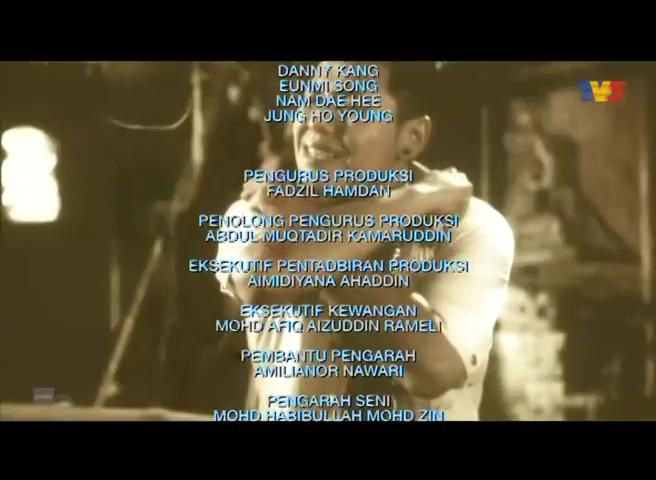 DANNY KANG
EUNMI SONG
NAM DAE HEE
JUNG HO YOUNG
PENGURUS PRODUKSI
FADZIL HAMDAN
PENOLONG PENGURUS PRODUKSI
ABDUL MUQTADIR KAMARUDDIN
EKSEKUTIF PENTADBIRAN PRODUKSI
AIMIDIYANA AHADDIN
EKSEKUTIF KEWANGAN
MOHD AFIQ AIZUDDIN RAMELI
PEMBANTU PENGARAH
AMILIANOR NAWARI
PENGARAH SENI
MOHD HABIBULLAH MOHD ZIN